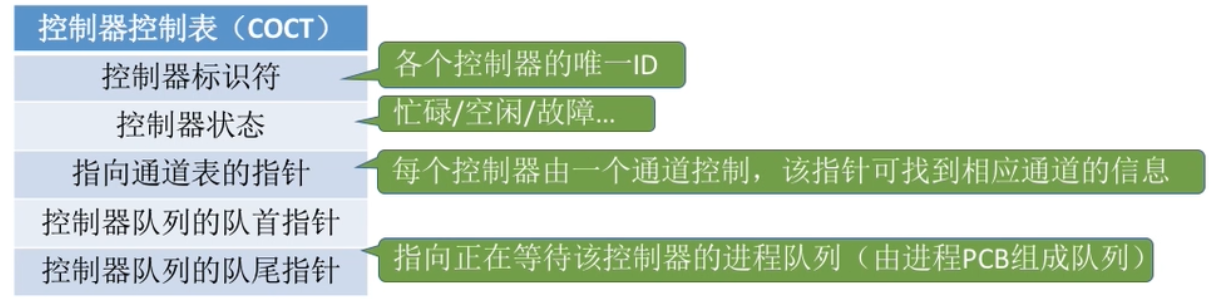 控制器控制表（COCT）
控制器标识符
各个控制器的唯一ID
控制器状态
忙碌/空闲/故障...
指向通道表的指针
每个控制器由一个通道控制，该指针可找到相应通道的信息
控制器队列的队首指针
控制器队列的队尾指针
指向正在等待该控制器的进程队列（由进程PCB组成队列）